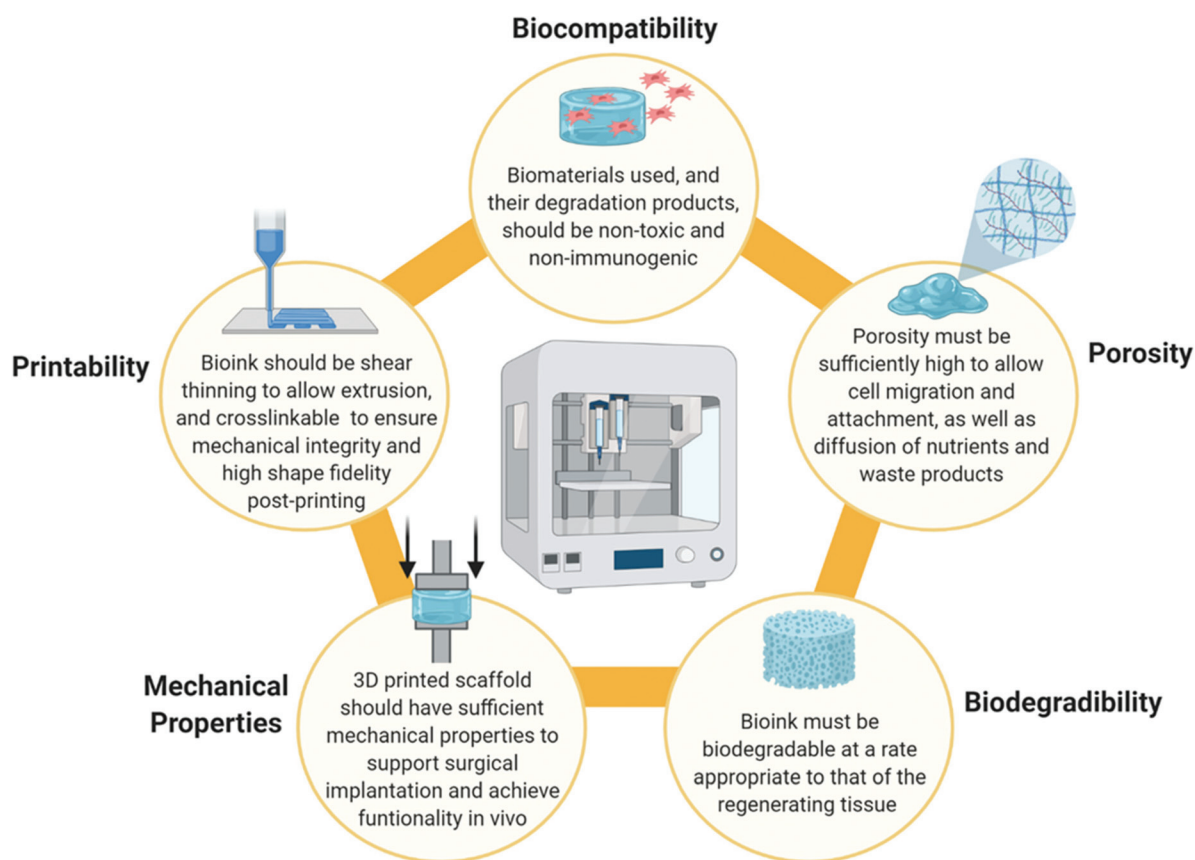 Biocompatibility
Biomaterials used, and
their degradation products,
should be non-toxic and
non-immunogenic
Printability
Bioink should be shear
thinning to allow extrusion,
and crosslinkable to ensure
mechanical integrity and
high shape fidelity
post-printing
Porosity
Porosity must be
sufficiently high to allow
cell migration and
attachment, as well as
diffusion of nutrients and
waste products
Mechanical
Properties
3D printed scaffold
should have sufficient
mechanical properties to
support surgical
implantation and achieve
funtionality in vivo
Biodegradibility
Bioink must be
biodegradable at a rate
appropriate to that of the
regenerating tissue